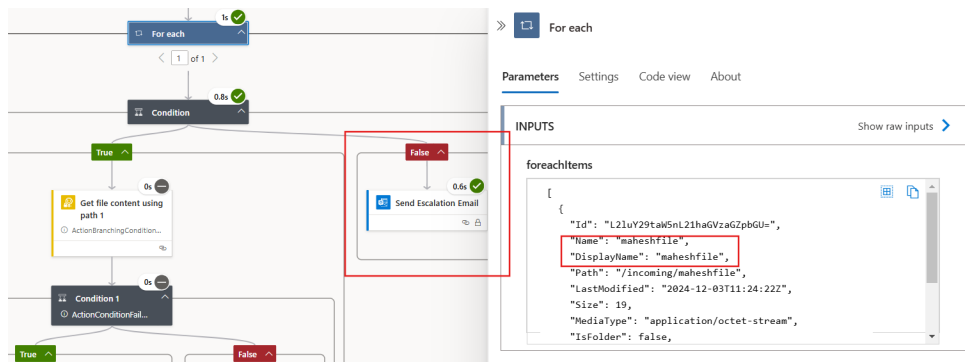 1s
For each
1 of 1
0.8s
Condition
True
False
0s
Get file content using
path 1
ActionBranchingCondition...
0.6s
Send Escalation Email
0s
Condition 1
ActionConditionFail...
True
False
For each
Parameters Settings Code view About
INPUTS Show raw inputs
foreachItems
[
{
"Id": "L2luY29taW5nL21haGVzaGZpbGU=",
"Name": "maheshfile",
"DisplayName": "maheshfile",
"Path": "/incoming/maheshfile",
"LastModified": "2024-12-03T11:24:22Z",
"Size": 19,
"MediaType": "application/octet-stream",
"IsFolder": false,